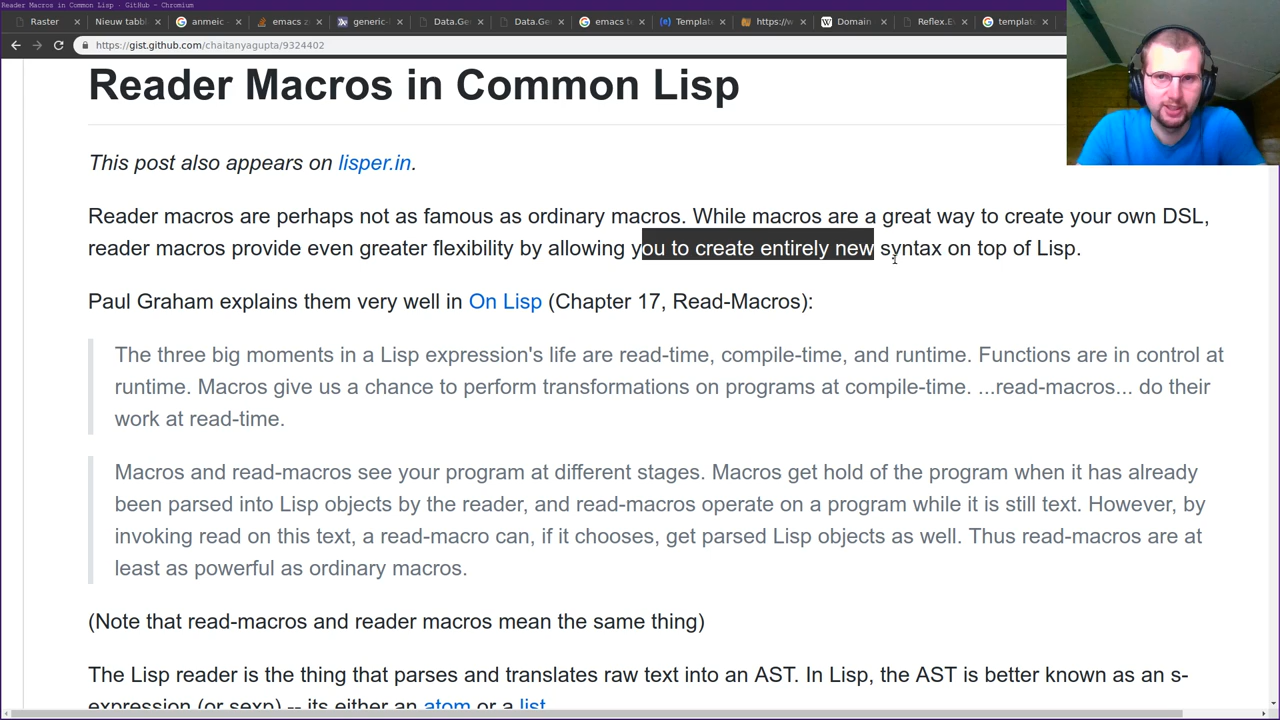 Reader Macros in Common Lisp · GitHub - Chromium
Raster
Nieuw tabbl
anmeic -
emacs z
generic-l
Data.Ge
Data.Ge
emacs t
Templat
https://w
Domain
Reflex.E
template
https://gist.github.com/chaitanyagupta/9324402
Reader Macros in Common Lisp
This post also appears on lisper.in.
Reader macros are perhaps not as famous as ordinary macros. While macros are a great way to create your own DSL,
reader macros provide even greater flexibility by allowing you to create entirely new syntax on top of Lisp.
Paul Graham explains them very well in On Lisp (Chapter 17, Read-Macros):
The three big moments in a Lisp expression's life are read-time, compile-time, and runtime. Functions are in control at
runtime. Macros give us a chance to perform transformations on programs at compile-time. ...read-macros... do their
work at read-time.
Macros and read-macros see your program at different stages. Macros get hold of the program when it has already
been parsed into Lisp objects by the reader, and read-macros operate on a program while it is still text. However, by
invoking read on this text, a read-macro can, if it chooses, get parsed Lisp objects as well. Thus read-macros are at
least as powerful as ordinary macros.
(Note that read-macros and reader macros mean the same thing)
The Lisp reader is the thing that parses and translates raw text into an AST. In Lisp, the AST is better known as an s-
expression (or sexp) -- its either an atom or a list